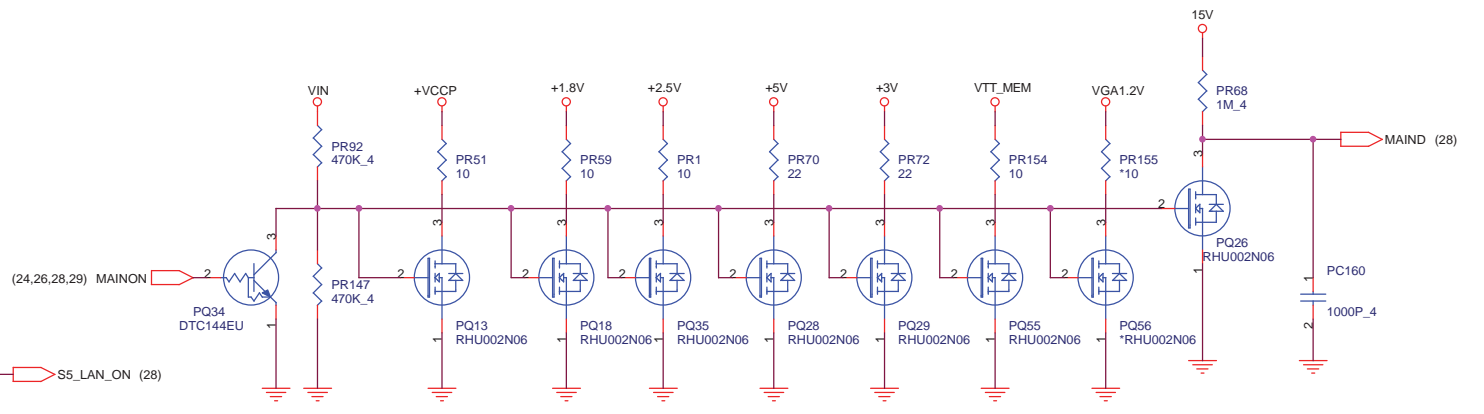 15V
VIN
+VCCP
+1.8V
+2.5V
+5V
+3V
VTT_MEM
VGA1.2V
PR68
1M_4
PR92
470K_4
PR51
10
PR59
10
PR1
10
PR70
22
PR72
22
PR154
10
PR155
*10
MAIND (28)
3
2
1
PQ26
RHU002N06
(24,26,28,29) MAINON
2
3
1
PQ34
DTC144EU
PR147
470K_4
3
2
1
PQ13
RHU002N06
3
2
1
PQ18
RHU002N06
3
2
1
PQ35
RHU002N06
3
2
1
PQ28
RHU002N06
3
2
1
PQ29
RHU002N06
3
2
1
PQ55
RHU002N06
3
2
1
PQ56
*RHU002N06
PC160
1
2
1000P_4
S5_LAN_ON (28)